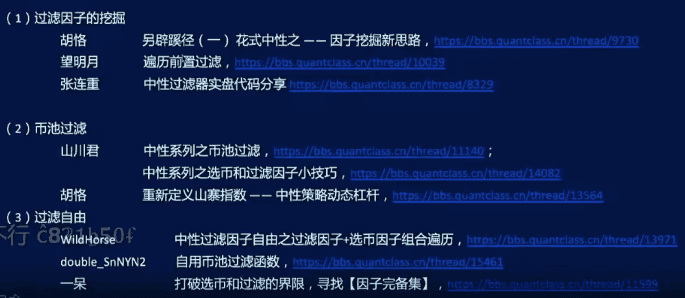 （1）过滤因子的挖掘
胡恪 另辟蹊径（一）花式中性之 —— 因子挖掘新思路，https://bbs.quantclass.cn/thread/9730
望明月 遍历前置过滤，https://bbs.quantclass.cn/thread/10039
张连重 中性过滤器实盘代码分享 https://bbs.quantclass.cn/thread/8329
（2）币池过滤
山川君 中性系列之币池过滤，https://bbs.quantclass.cn/thread/11140；
中性系列之选币和过滤因子小技巧，https://bbs.quantclass.cn/thread/14082
胡恪 重新定义山寨指数 —— 中性策略动态杠杆，https://bbs.quantclass.cn/thread/13564
（3）过滤自由
不行
WildHorse 中性过滤因子自由之过滤因子+选币因子组合遍历，https://bbs.quantclass.cn/thread/13971
double_SnNYN2 自用币池过滤函数，https://bbs.quantclass.cn/thread/15461
一呆 打破选币和过滤的界限，寻找【因子完备集】，https://bbs.quantclass.cn/thread/11599